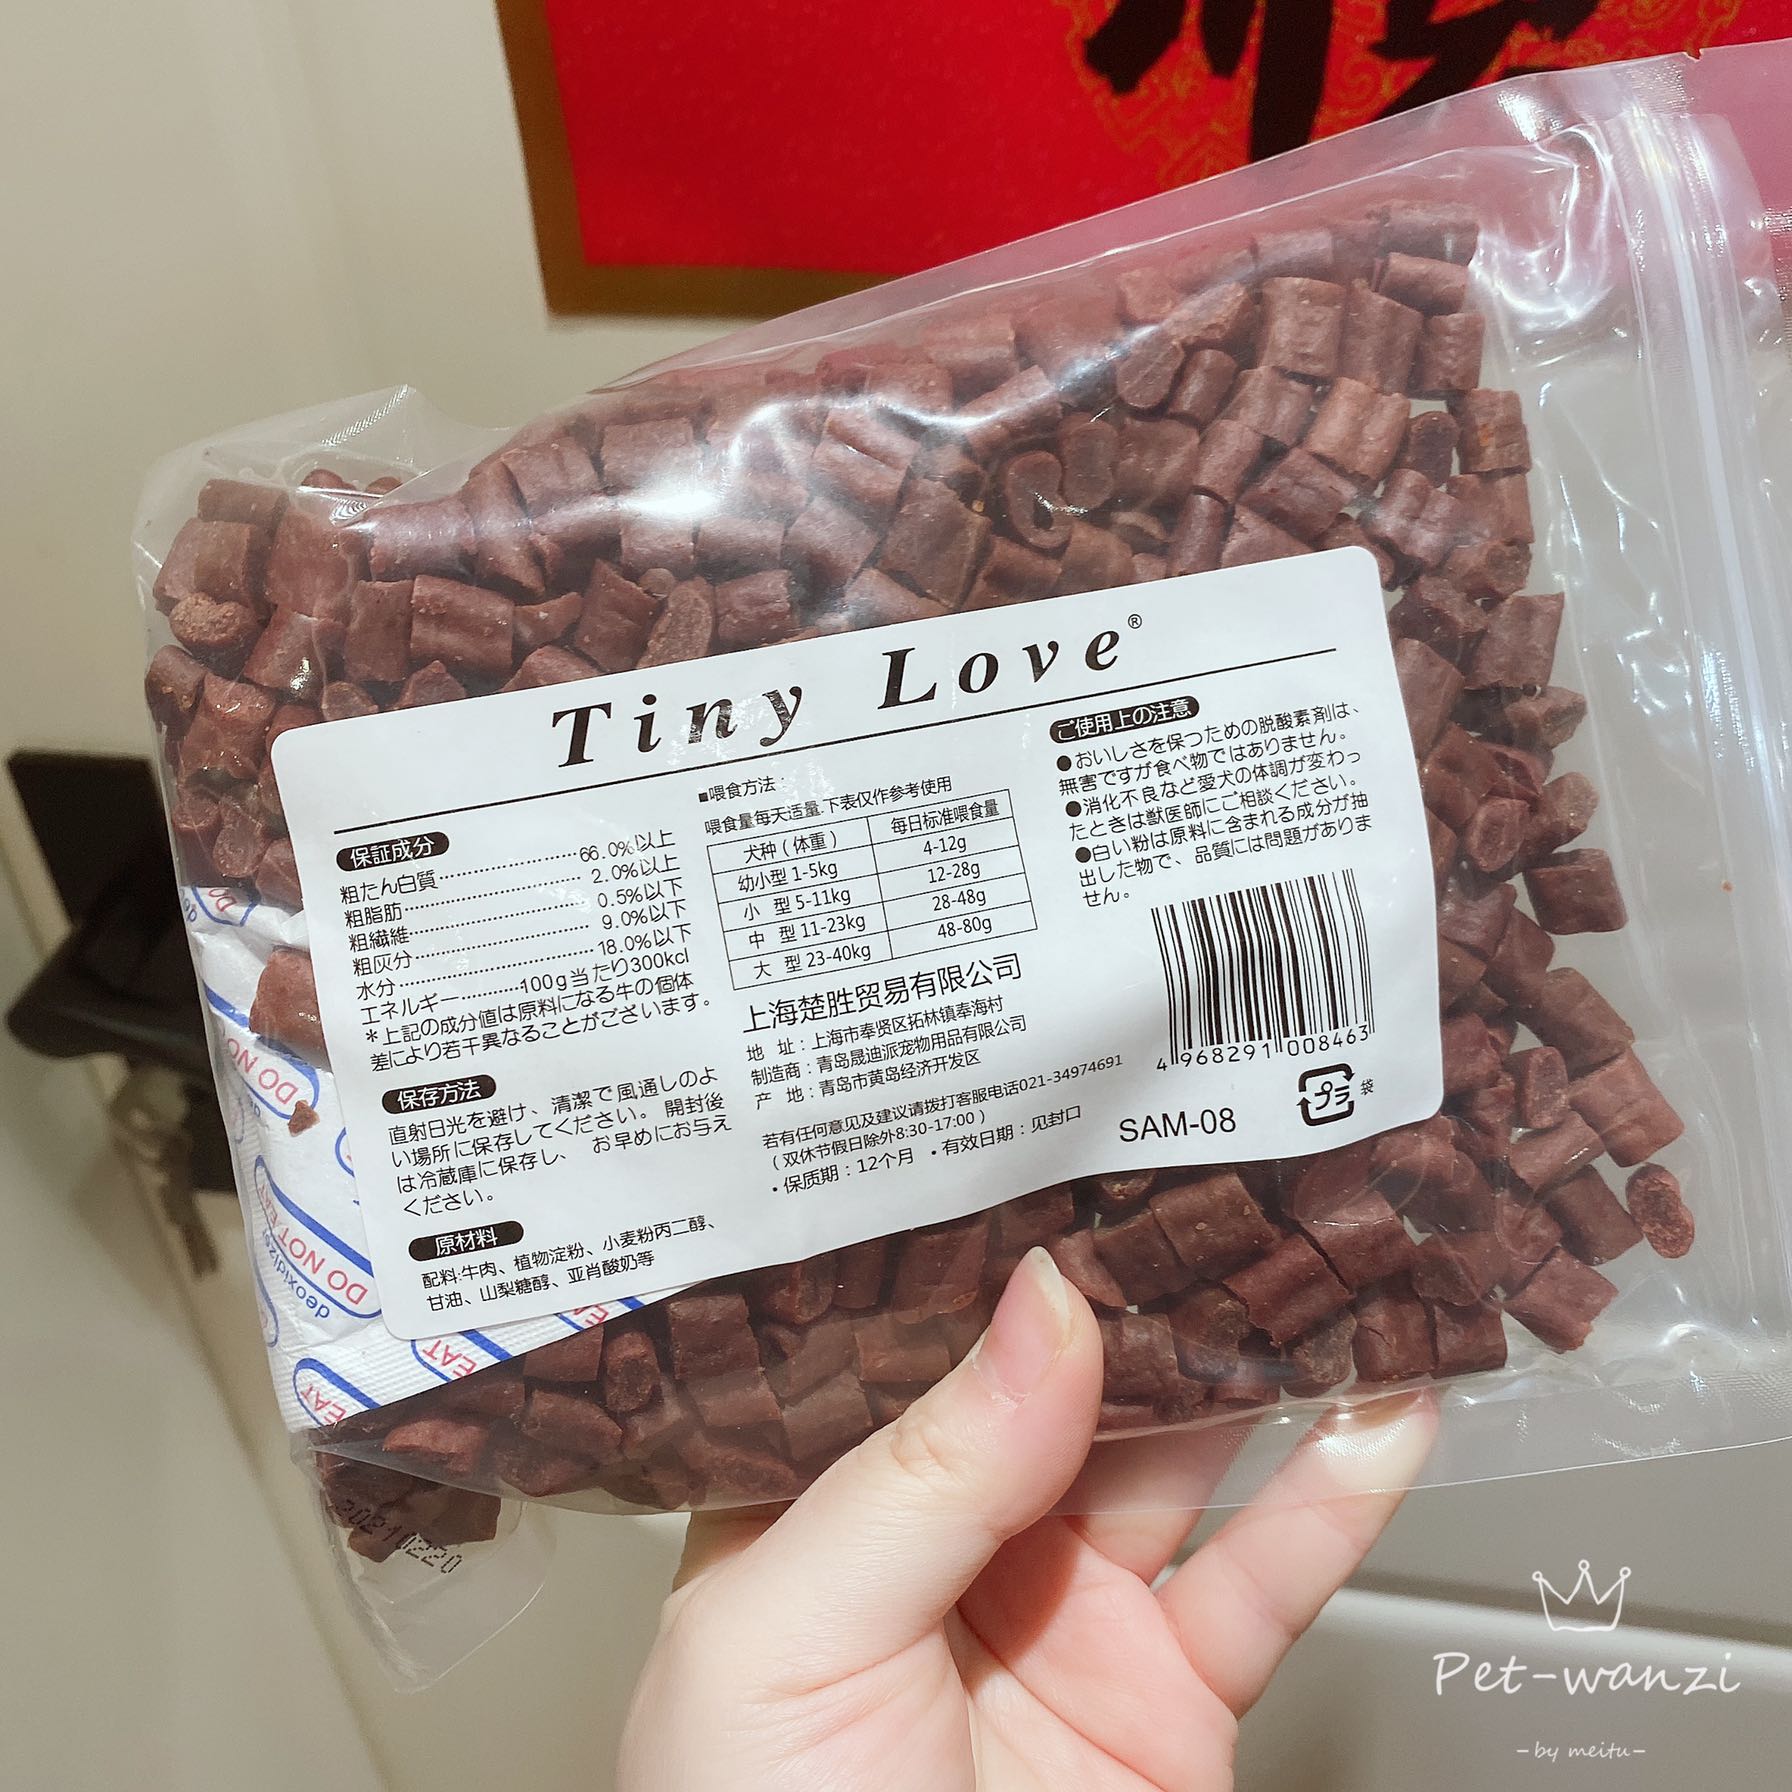 Tiny Love®
保証成分
粗たん白質…………………66.0%以上
粗脂肪………………………2.0%以上
粗繊維………………………0.5%以下
粗灰分………………………9.0%以下
水分…………………………18.0%以下
エネルギー…………100g当たり300kcl
＊上記の成分値は原料になる牛の個体
差により若干異なることがございます。
保存方法
直射日光を避け、清潔で風通しのよ
い場所に保存してください。開封後
は冷蔵庫に保存し、お早めにお与え
ください。
原材料
配料:牛肉、植物淀粉、小麦粉丙二醇、
甘油、山梨糖醇、亚肖酸奶等
■喂食方法：
喂食量每天适量.下表仅作参考使用
犬种（体重） 每日标准喂食量
幼小型 1-5kg 4-12g
小 型 5-11kg 12-28g
中 型 11-23kg 28-48g
大 型 23-40kg 48-80g
上海楚胜贸易有限公司
地 址：上海市奉贤区拓林镇奉海村
制造商：青岛晟迪派宠物用品有限公司
产 地：青岛市黄岛经济开发区
若有任何意见及建议请拨打客服电话021-34974691
（双休节假日除外8:30-17:00）
・保质期：12个月 ・有效日期：见封口
ご使用上の注意
●おいしさを保つための脱酸素剤は、
無害ですが食べ物ではありません。
●消化不良など愛犬の体調が変わっ
たときは獣医師にご相談ください。
●白い粉は原料に含まれる成分が抽
出した物で、品質には問題がありま
せん。
4 968291 008463
SAM-08
プラ 袋
DO NOT EAT
DO NO
EAT
EAT
20210220
Pet-wanzi
-by meitu-